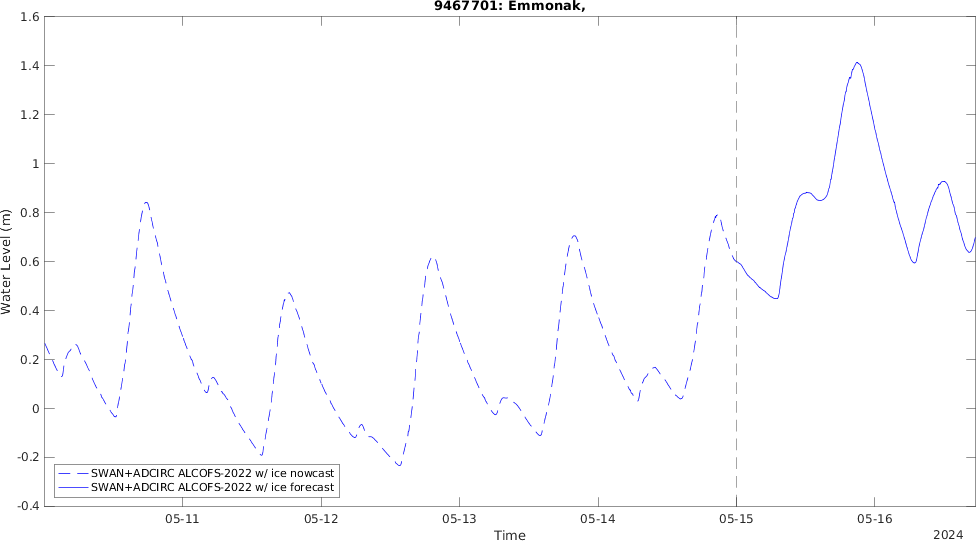 9467701: Emmonak,
1.6
1.4
1.2
1
0.8
0.6
0.4
0.2
0
-0.2
-0.4
Water Level (m)
SWAN+ADCIRC ALCOFS-2022 w/ ice nowcast
SWAN+ADCIRC ALCOFS-2022 w/ ice forecast
05-11 05-12 05-13 05-14 05-15 05-16
Time
2024